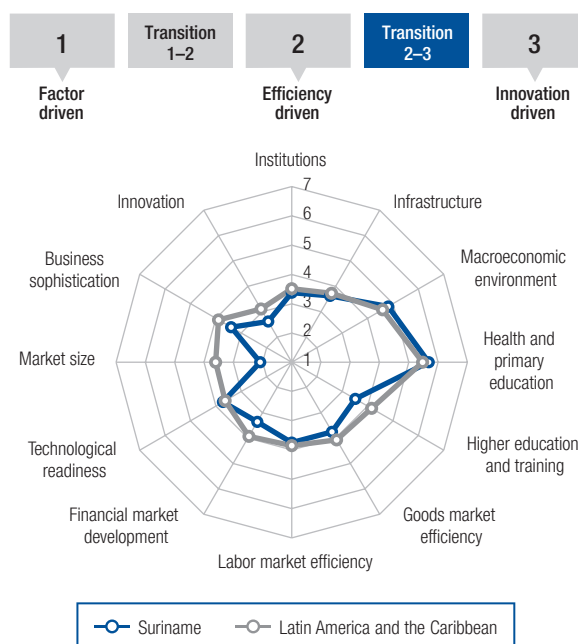 1
Transition
1–2
2
Transition
2–3
3
Factor
driven
Efficiency
driven
Innovation
driven
Institutions
7
6
5
4
3
2
1
Infrastructure
Macroeconomic
environment
Health and
primary
education
Higher education
and training
Goods market
efficiency
Labor market efficiency
Financial market
development
Technological
readiness
Market size
Business
sophistication
Innovation
Suriname
Latin America and the Caribbean